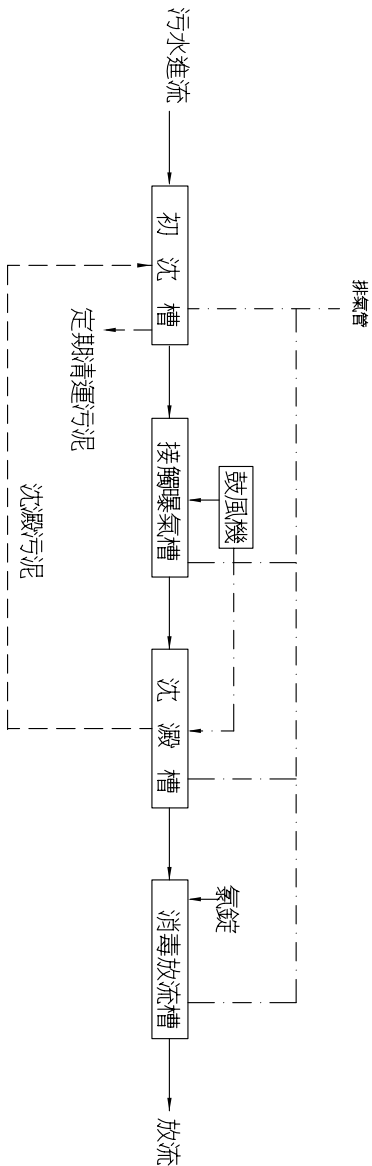 排氣管
污水進流
初沈槽
定期清運污泥
沈澱污泥
接觸曝氣槽
鼓風機
沈澱槽
氯錠
消毒放流槽
放流